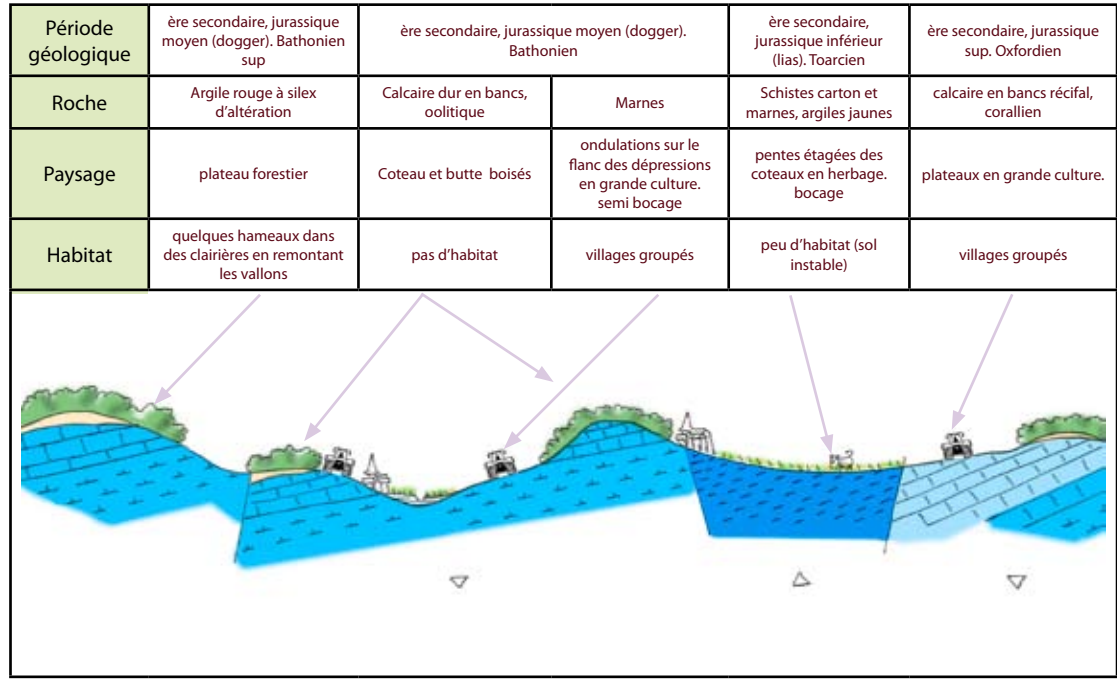 Période
géologique
ère secondaire, jurassique
moyen (dogger). Bathonien
sup
ère secondaire, jurassique moyen (dogger).
Bathonien
ère secondaire,
jurassique inférieur
(lias). Toarcien
ère secondaire, jurassique
sup. Oxfordien
Roche
Argile rouge à silex
d'altération
Calcaire dur en bancs,
oolitique
Marnes
Schistes carton et
marnes, argiles jaunes
calcaire en bancs récifal,
corallien
Paysage
plateau forestier
Coteau et butte boisés
ondulations sur le
flanc des dépressions
en grande culture.
semi bocage
pentes étagées des
coteaux en herbage.
bocage
plateaux en grande culture.
Habitat
quelques hameaux dans
des clairières en remontant
les vallons
pas d'habitat
villages groupés
peu d'habitat (sol
instable)
villages groupés